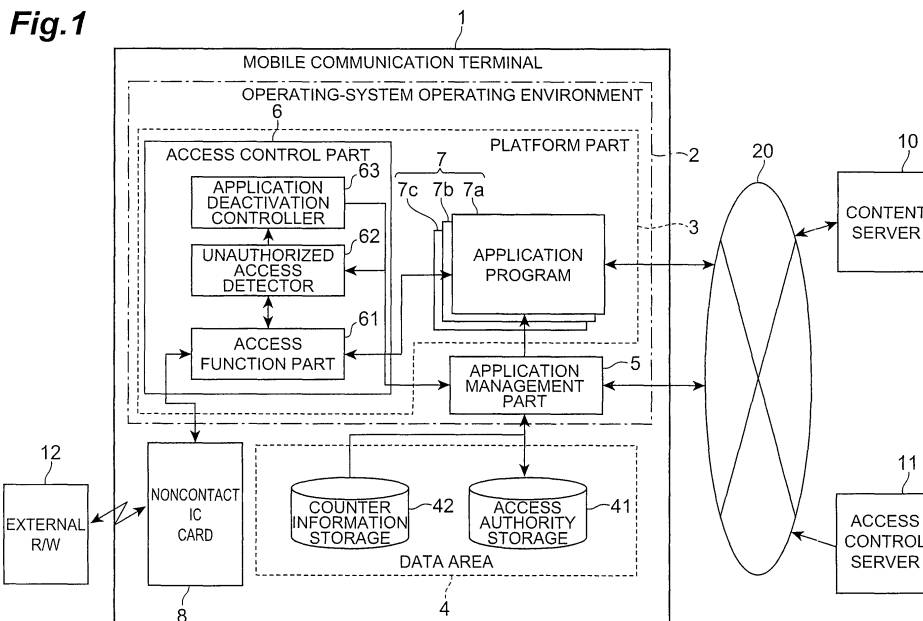 Fig.1
1
MOBILE COMMUNICATION TERMINAL
OPERATING-SYSTEM OPERATING ENVIRONMENT
6
PLATFORM PART
2
ACCESS CONTROL PART
63
APPLICATION
DEACTIVATION
CONTROLLER
62
UNAUTHORIZED
ACCESS
DETECTOR
61
ACCESS
FUNCTION PART
7
7c 7b 7a
APPLICATION
PROGRAM
3
5
APPLICATION
MANAGEMENT
PART
20
10
CONTENT
SERVER
12
EXTERNAL
R/W
NONCONTACT
IC
CARD
8
COUNTER
INFORMATION
STORAGE
42
ACCESS
AUTHORITY
STORAGE
41
DATA AREA
4
11
ACCESS
CONTROL
SERVER